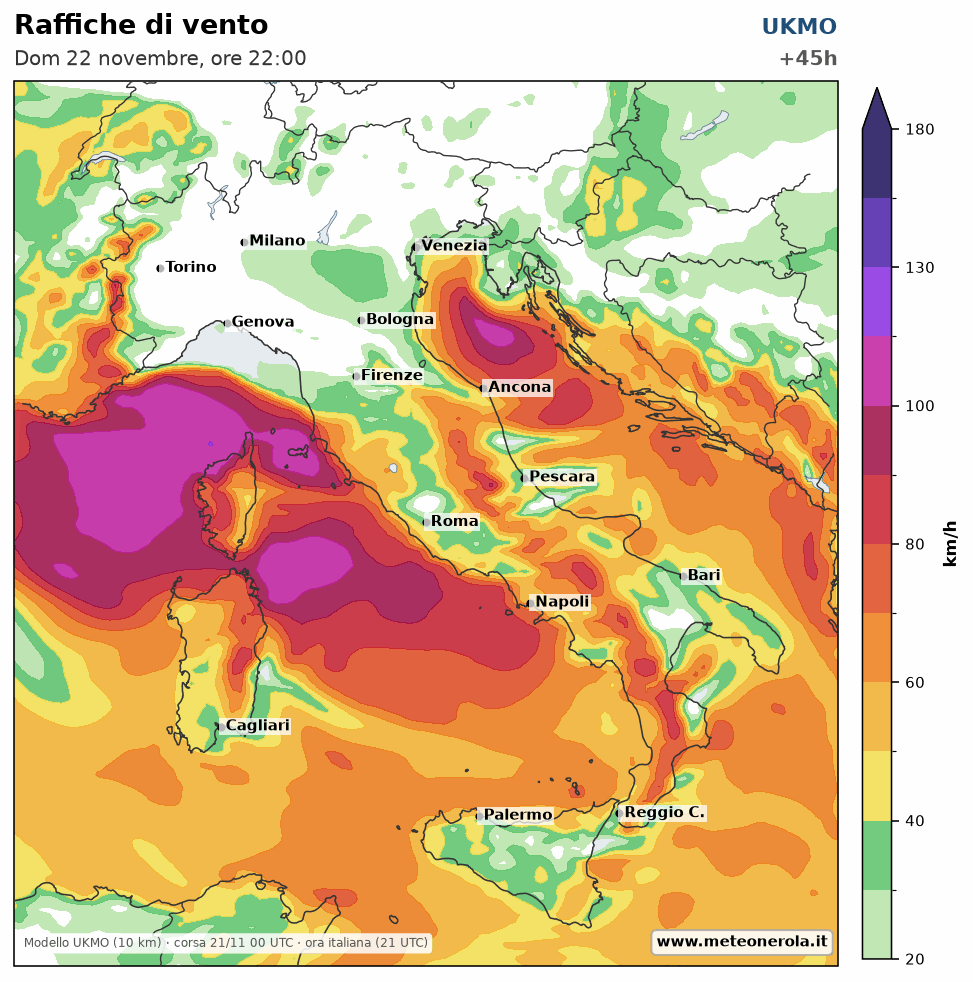 Raffiche di vento
UKMO
Dom 22 novembre, ore 22:00
+45h
180
Milano
Venezia
Torino
130
Genova
Bologna
Firenze
Ancona
100
Pescara
Roma
80
km/h
Bari
Napoli
60
Cagliari
Palermo
Reggio C.
40
Modello UKMO (10 km) · corsa 21/11 00 UTC · ora italiana (21 UTC)
www.meteonerola.it
20